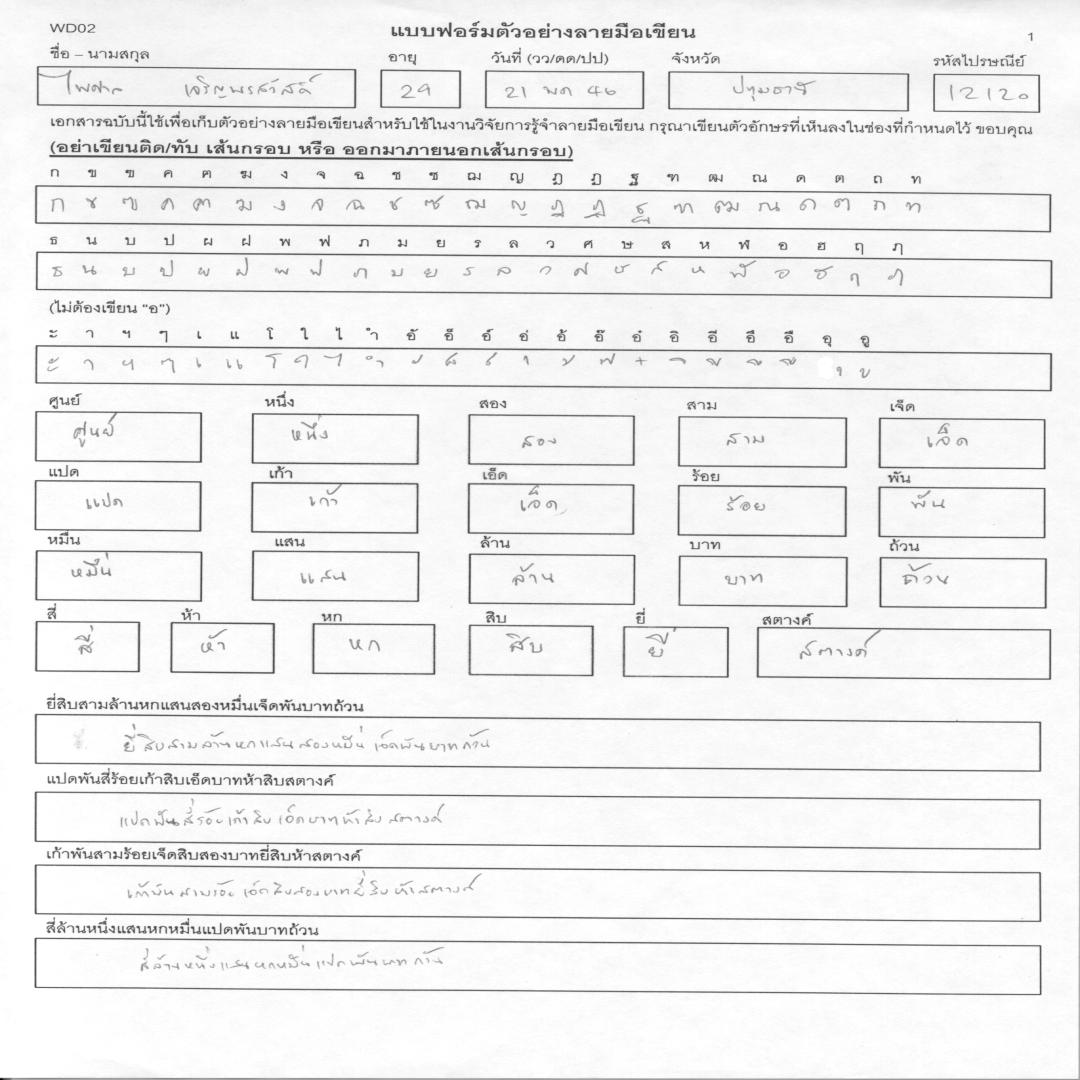 WD02
แบบฟอร์มตัวอย่างลายมือเขียน
1
ชื่อ – นามสกุล อายุ วันที่ (วว/ดด/ปป) จังหวัด รหัสไปรษณีย์
ไพศาล เจริญพรสวัสดิ์ 29 21 พค 46 ปทุมธานี 12120
เอกสารฉบับนี้ใช้เพื่อเก็บตัวอย่างลายมือเขียนสำหรับใช้ในงานวิจัยการรู้จำลายมือเขียน กรุณาเขียนตัวอักษรที่เห็นลงในช่องที่กำหนดไว้ ขอบคุณ
(อย่าเขียนติด/ทับ เส้นกรอบ หรือ ออกมาภายนอกเส้นกรอบ)
ก ข ฃ ค ฅ ฆ ง จ ฉ ช ซ ฌ ญ ฎ ฏ ฐ ฑ ฒ ณ ด ต ถ ท
ก ข ฃ ค ฅ ฆ ง จ ฉ ช ซ ฌ ญ ฎ ฏ ฐ ฑ ฒ ณ ด ต ถ ท
ธ น บ ป ผ ฝ พ ฟ ภ ม ย ร ล ว ศ ษ ส ห ฬ อ ฮ ฤ ฦ
ธ น บ ป ผ ฝ พ ฟ ภ ม ย ร ล ว ศ ษ ส ห ฬ อ ฮ ฤ ฦ
(ไม่ต้องเขียน "อ")
ะ า ฯ ๆ เ แ โ ใ ไ ำ อั อ็ อ์ อ่ อ้ อ๊ อ๋ อิ อี อึ อื อุ อู
ะ า ฯ ๆ เ แ โ ใ ไ ำ ั ็ ์ ่ ้ ๊ ๋ ิ ี ึ ื ุ ู
ศูนย์ หนึ่ง สอง สาม เจ็ด
ศูนย์ หนึ่ง สอง สาม เจ็ด
แปด เก้า เอ็ด ร้อย พัน
แปด เก้า เอ็ด ร้อย พัน
หมื่น แสน ล้าน บาท ถ้วน
หมื่น แสน ล้าน บาท ถ้วน
สี่ ห้า หก สิบ ยี่ สตางค์
สี่ ห้า หก สิบ ยี่ สตางค์
ยี่สิบสามล้านหกแสนสองหมื่นเจ็ดพันบาทถ้วน
ยี่สิบสามล้านหกแสนสองหมื่นเจ็ดพันบาทถ้วน
แปดพันสี่ร้อยเก้าสิบเอ็ดบาทห้าสิบสตางค์
แปดพันสี่ร้อยเก้าสิบเอ็ดบาทห้าสิบสตางค์
เก้าพันสามร้อยเจ็ดสิบสองบาทยี่สิบห้าสตางค์
เก้าพันสามร้อยเจ็ดสิบสองบาทยี่สิบห้าสตางค์
สี่ล้านหนึ่งแสนหกหมื่นแปดพันบาทถ้วน
สี่ล้านหนึ่งแสนหกหมื่นแปดพันบาทถ้วน